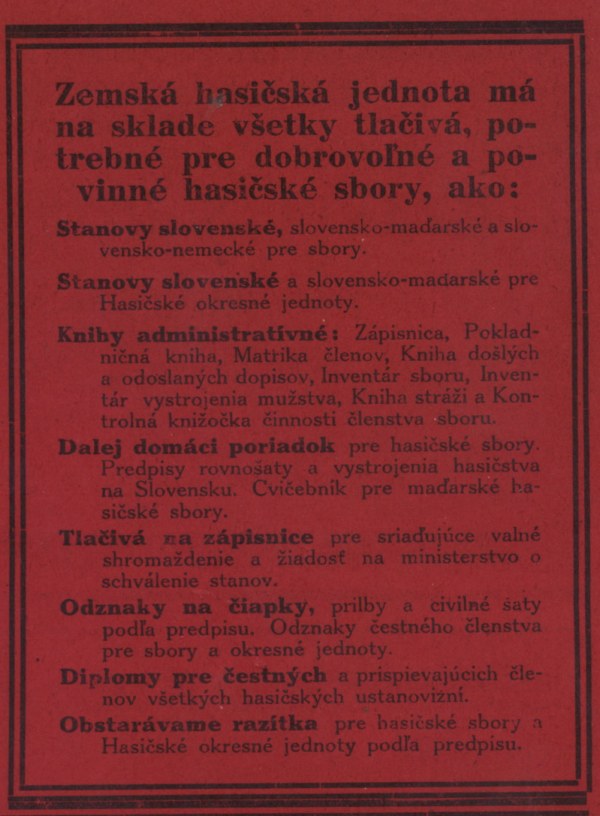 Zemská hasičská jednota má
na sklade všetky tlačivá, po-
trebné pre dobrovoľné a po-
vinné hasičské sbory, ako:
Stanovy slovenské, slovensko-maďarské a slo-
vensko-nemecké pre sbory.
Stanovy slovenské a slovensko-maďarské pre
Hasičské okresné jednoty.
Knihy administratívné: Zápisnica, Poklad-
ničná kniha, Matrika členov, Kniha došlých
a odoslaných dopisov, Inventár sboru, Inven-
tár vystrojenia mužstva, Kniha stráži a Kon-
trolná knižočka činnosti členstva sboru.
Ďalej domáci poriadok pre hasičské sbory.
Predpisy rovnošaty a vystrojenia hasičstva
na Slovensku. Cvičebník pre maďarské ha-
sičské sbory.
Tlačivá na zápisnice pre sriaďujúce valné
shromaždenie a žiadosť na ministerstvo o
schválenie stanov.
Odznaky na čiapky, prilby a civilné šaty
podľa predpisu. Odznaky čestného členstva
pre sbory a okresné jednoty.
Diplomy pre čestných a prispievajúcich čle-
nov všetkých hasičských ustanovizní.
Obstarávame razítka pre hasičské sbory a
Hasičské okresné jednoty podľa predpisu.